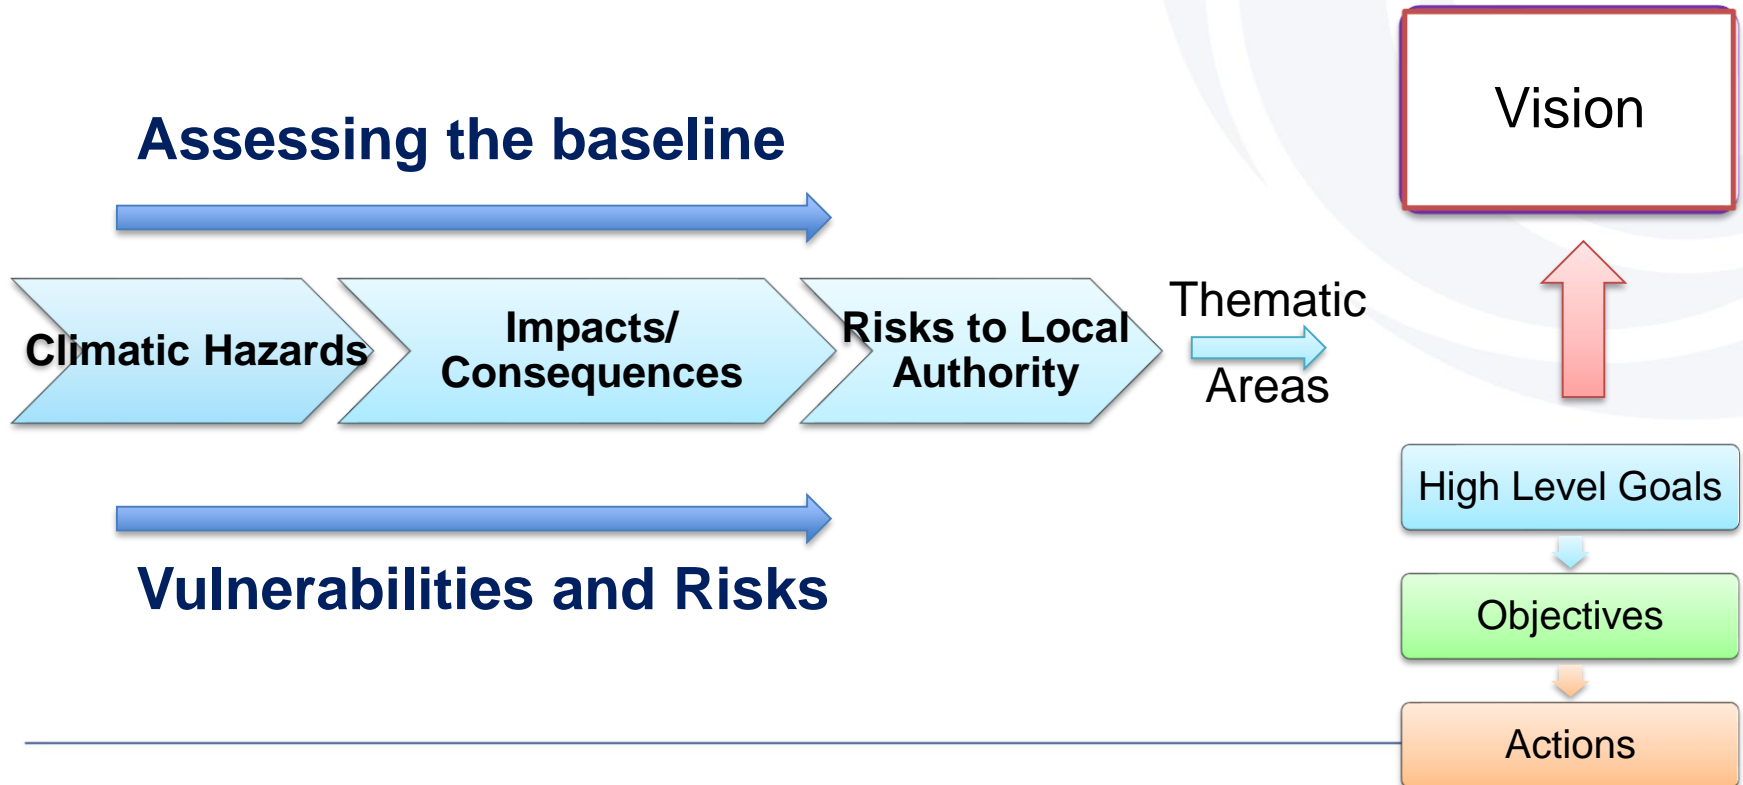 Assessing the baseline
Climatic Hazards
Impacts/
Consequences
Risks to Local
Authority
Thematic
Areas
Vulnerabilities and Risks
Vision
High Level Goals
Objectives
Actions